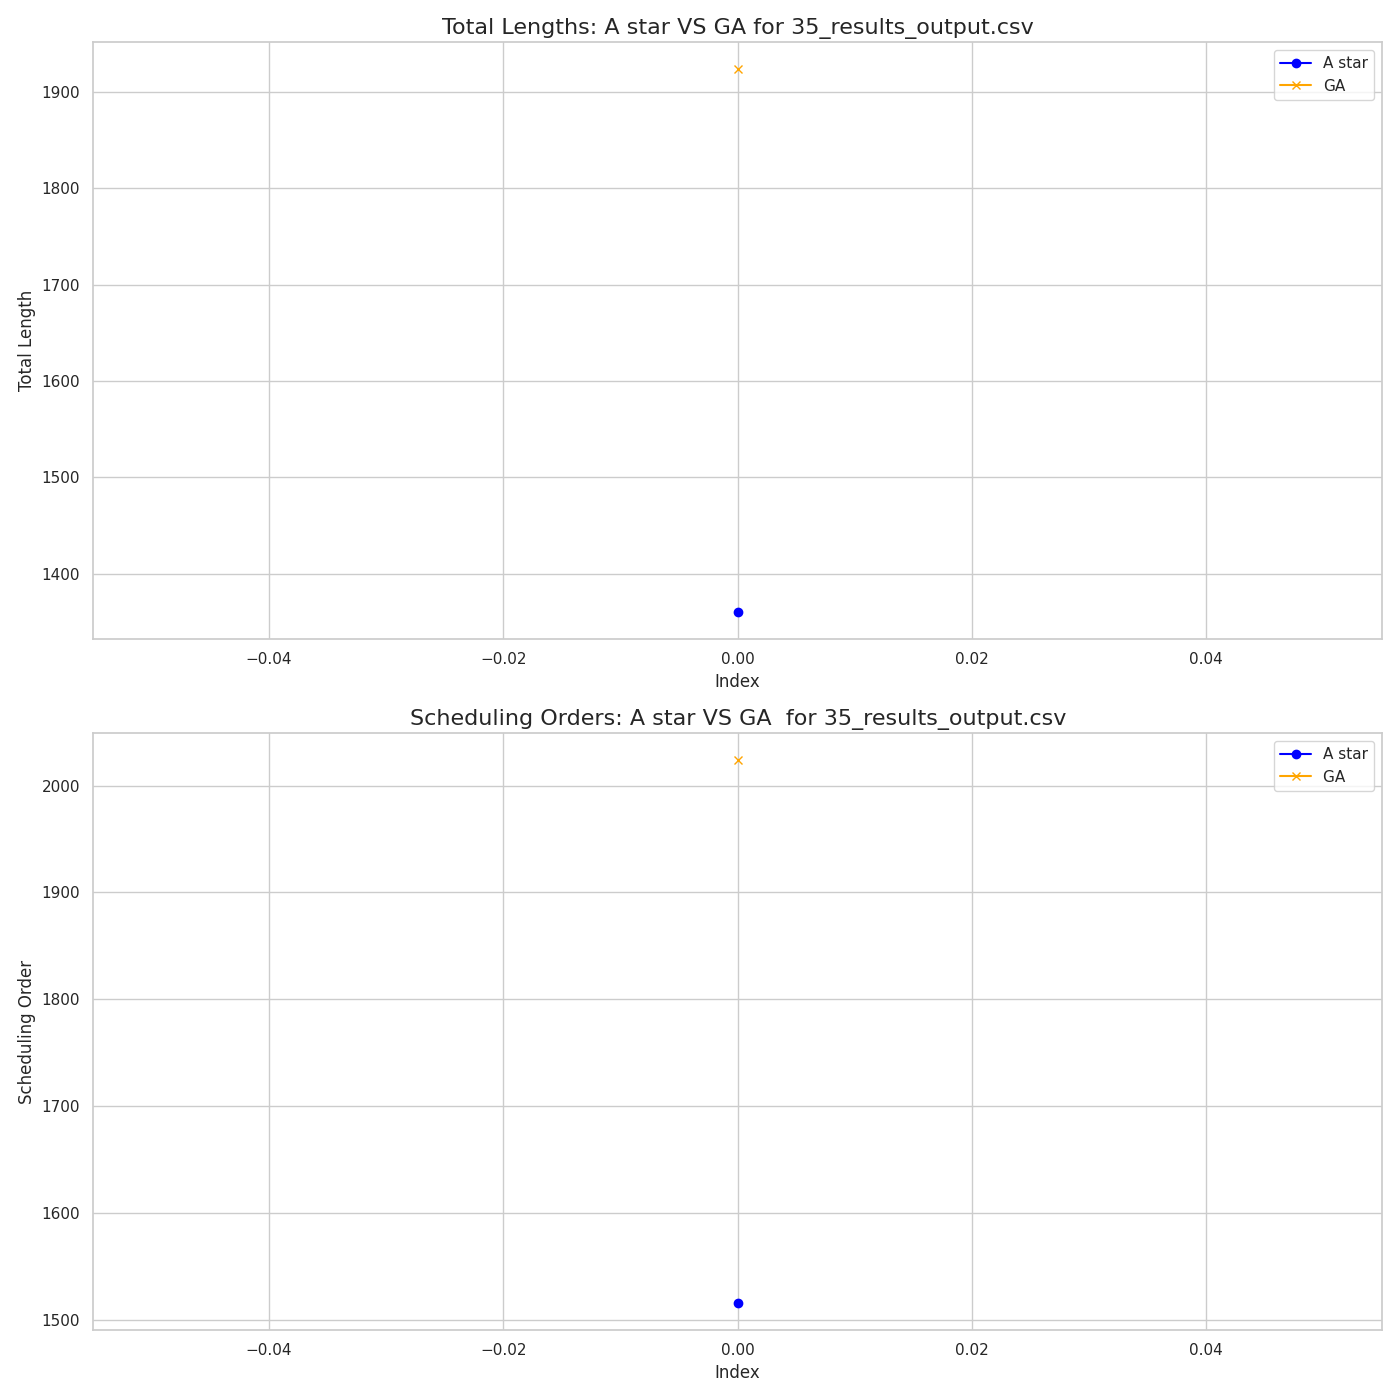 Total Lengths: A star VS GA for 35_results_output.csv
A star
GA
1900
1800
1700
1600
1500
1400
Total Length
−0.04
−0.02
0.00
0.02
0.04
Index
Scheduling Orders: A star VS GA  for 35_results_output.csv
A star
GA
2000
1900
1800
1700
1600
1500
Scheduling Order
−0.04
−0.02
0.00
0.02
0.04
Index